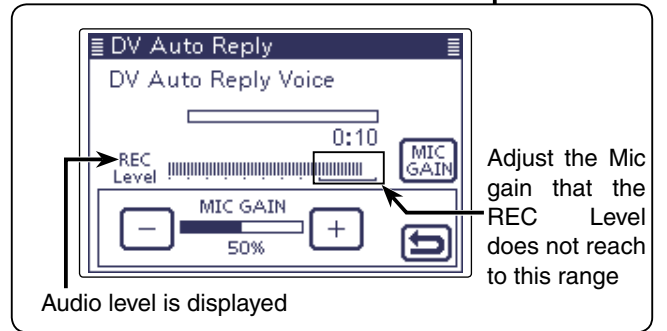 DV Auto Reply
DV Auto Reply Voice
0:10
REC
Level
MIC
GAIN
MIC GAIN
−
+
50%
Adjust the Mic
gain that the
REC Level
does not reach
to this range
Audio level is displayed